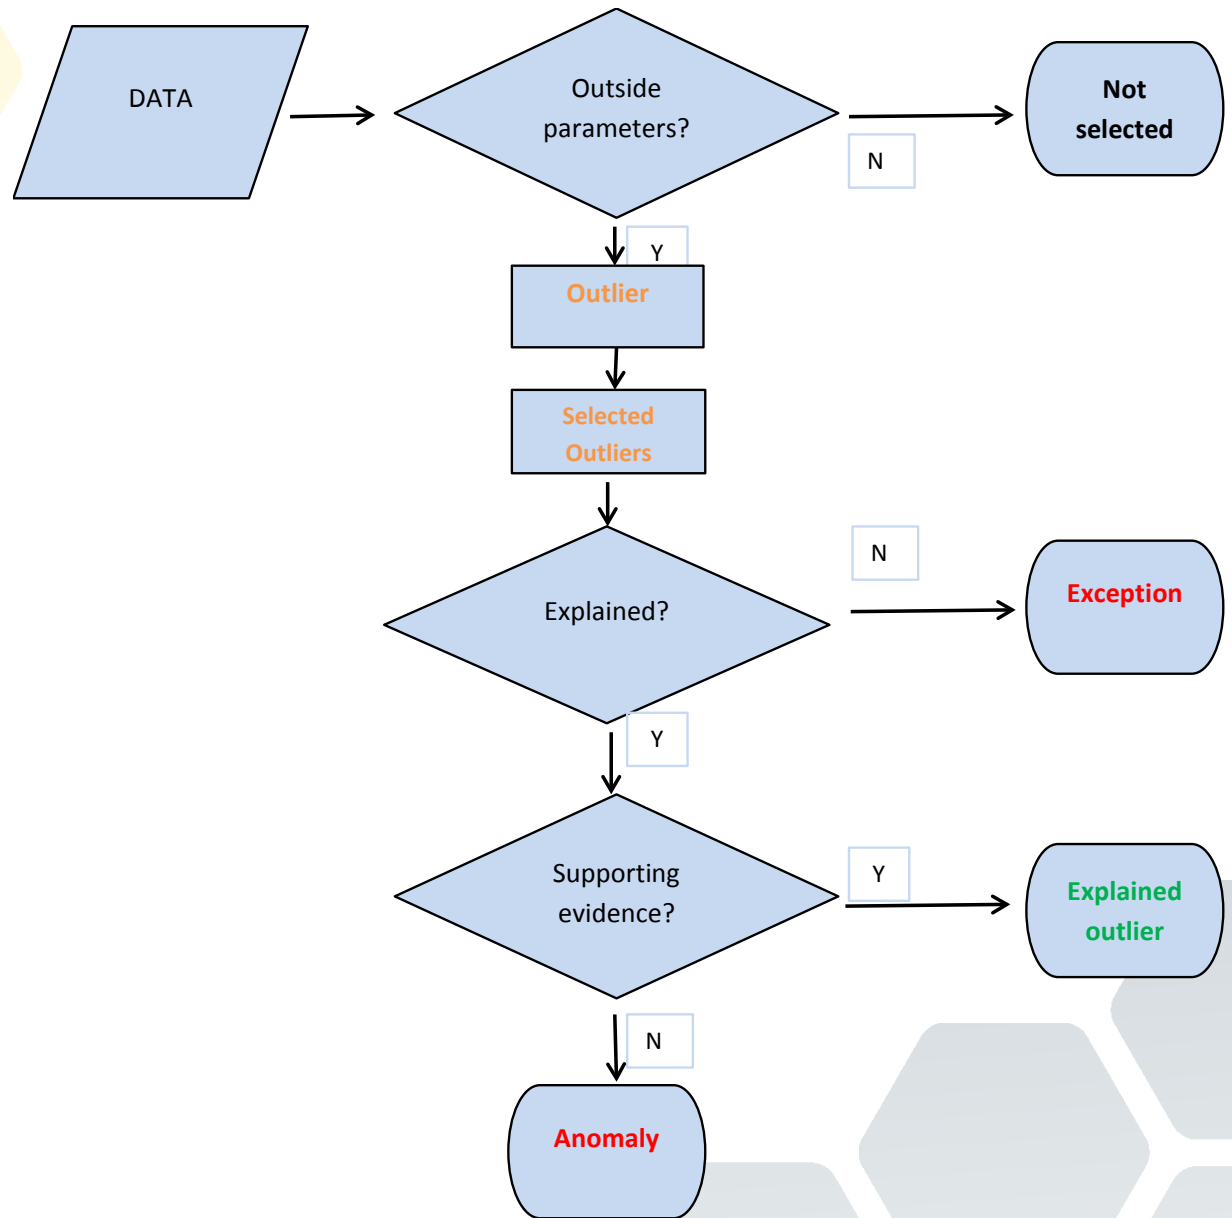 DATA
Outside
parameters?
Not
selected
N
Y
Outlier
Selected
Outliers
N
Explained?
Exception
Y
Supporting
evidence?
Y
Explained
outlier
N
Anomaly